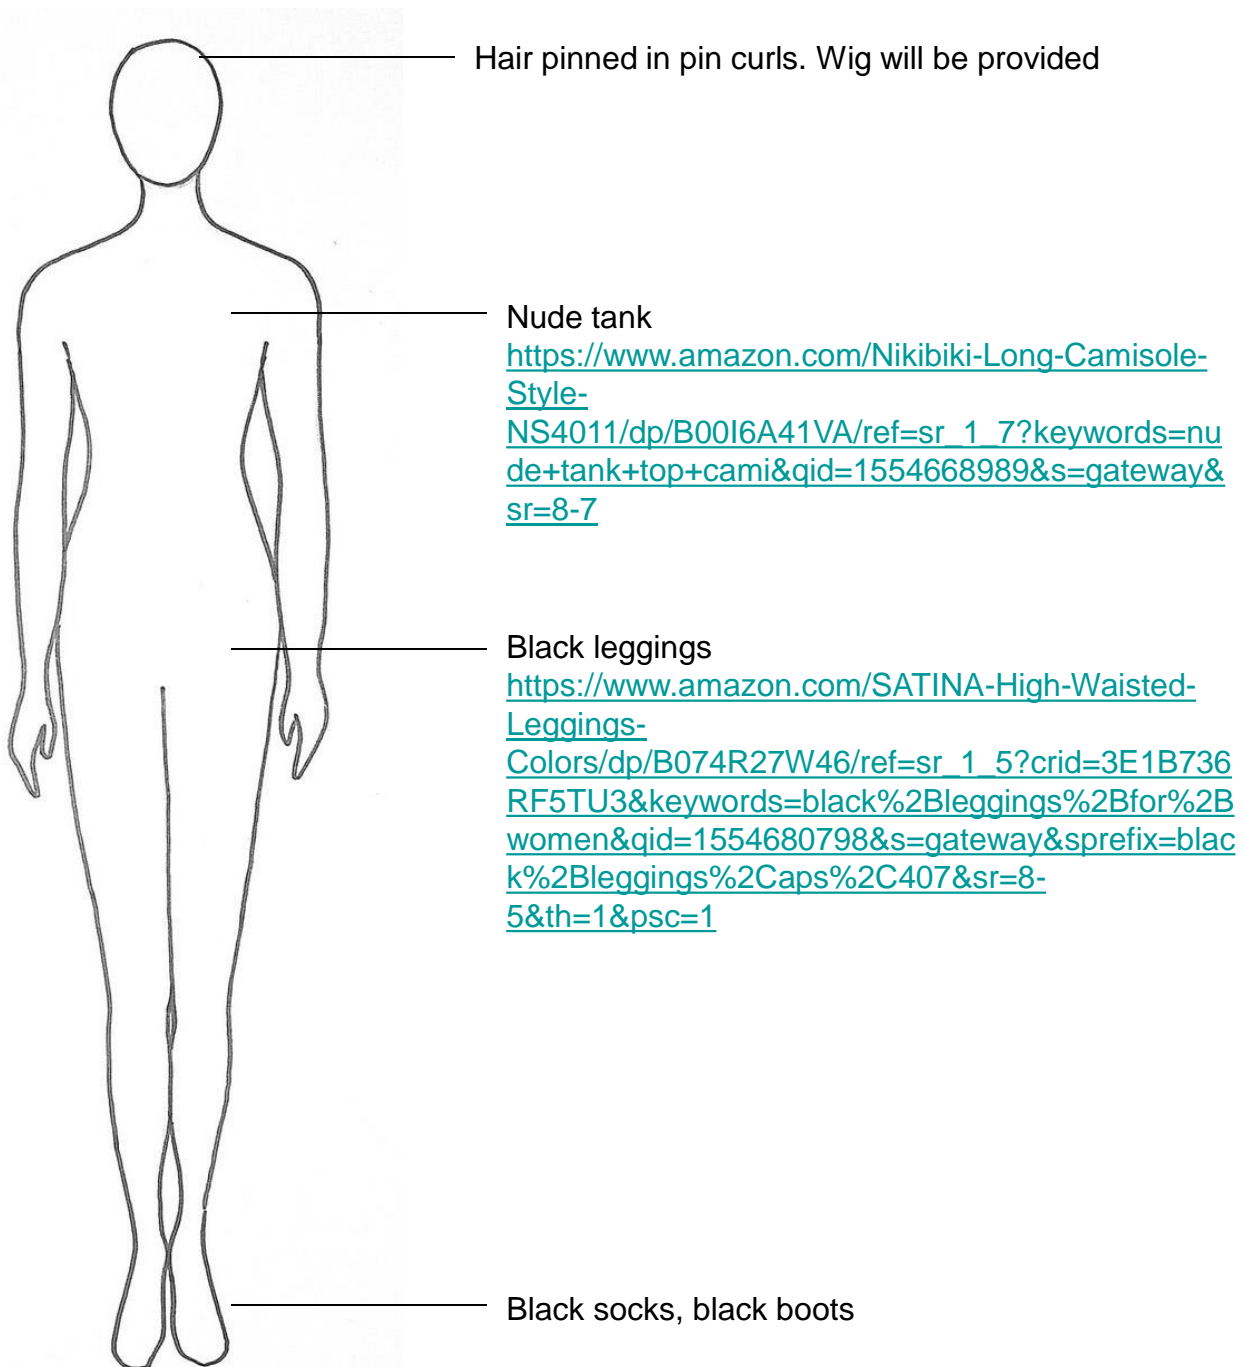 Hair pinned in pin curls. Wig will be provided
Nude tank
https://www.amazon.com/Nikibiki-Long-Camisole-
Style-
NS4011/dp/B00I6A41VA/ref=sr_1_7?keywords=nu
de+tank+top+cami&qid=1554668989&s=gateway&
sr=8-7
Black leggings
https://www.amazon.com/SATINA-High-Waisted-
Leggings-
Colors/dp/B074R27W46/ref=sr_1_5?crid=3E1B736
RF5TU3&keywords=black%2Bleggings%2Bfor%2B
women&qid=1554680798&s=gateway&sprefix=blac
k%2Bleggings%2Caps%2C407&sr=8-
5&th=1&psc=1
Black socks, black boots